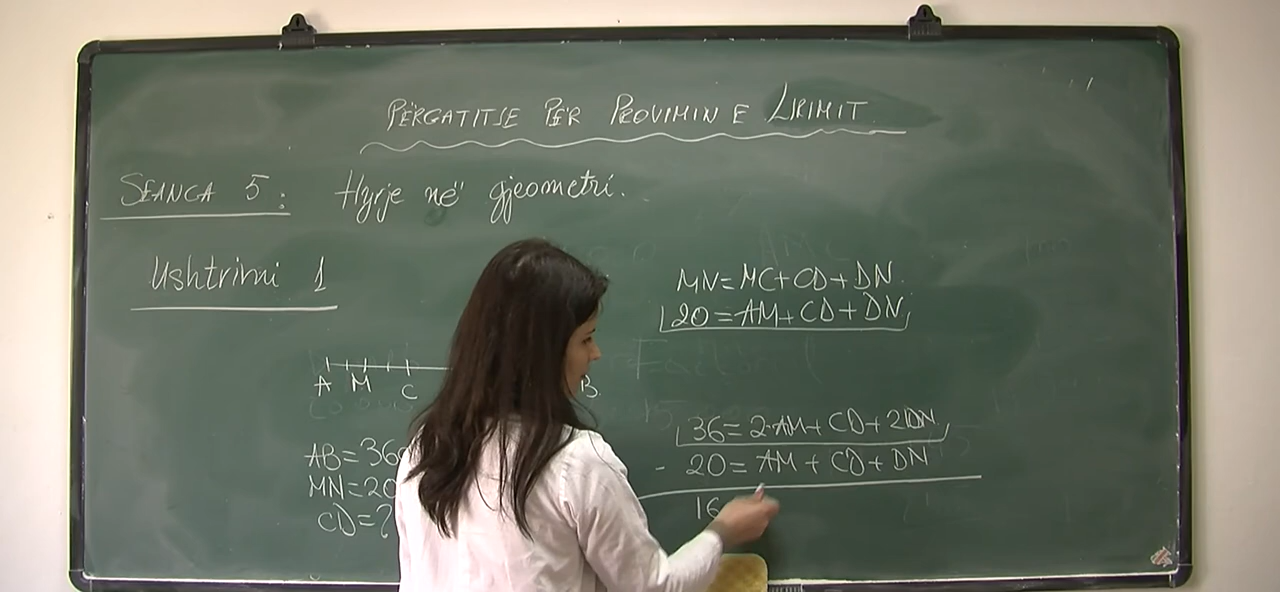 PËRGATITJE PËR PROVIMIN E LIRIMIT
SEANCA 5: Hyrje në gjeometri.
Ushtrimi 1
A M C B
AB=36
MN=20
CD=?
MN=MC+CD+DN
20=AM+CD+DN
36=2·AM+CD+2DN
- 20=AM+CD+DN
16